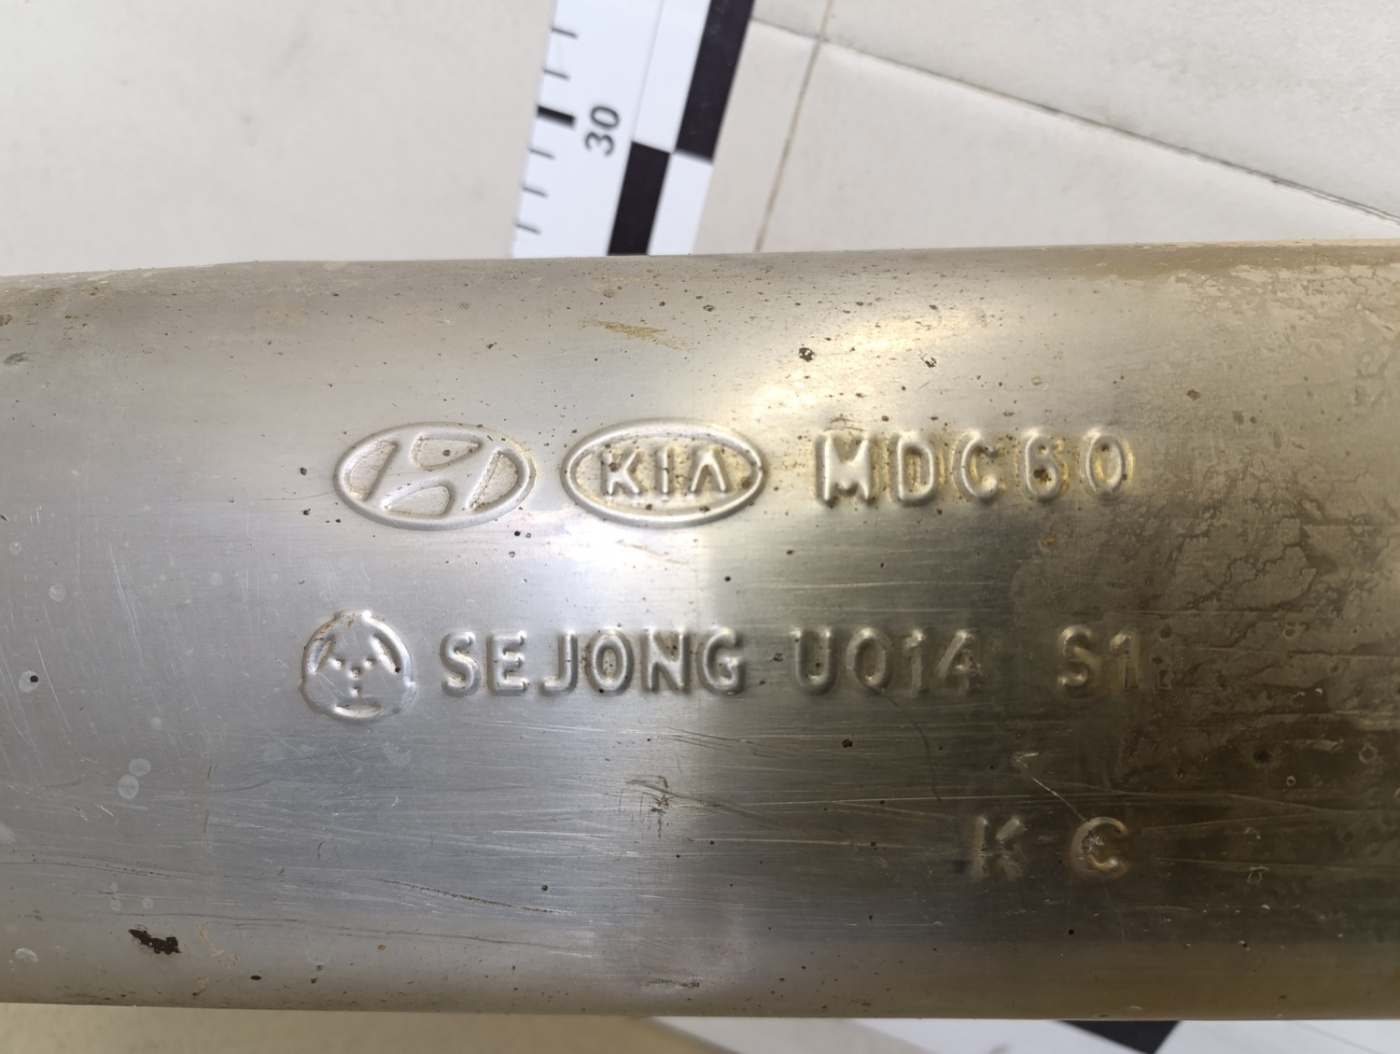 30
KIA MDC60
SEJONG U014 S1
KC